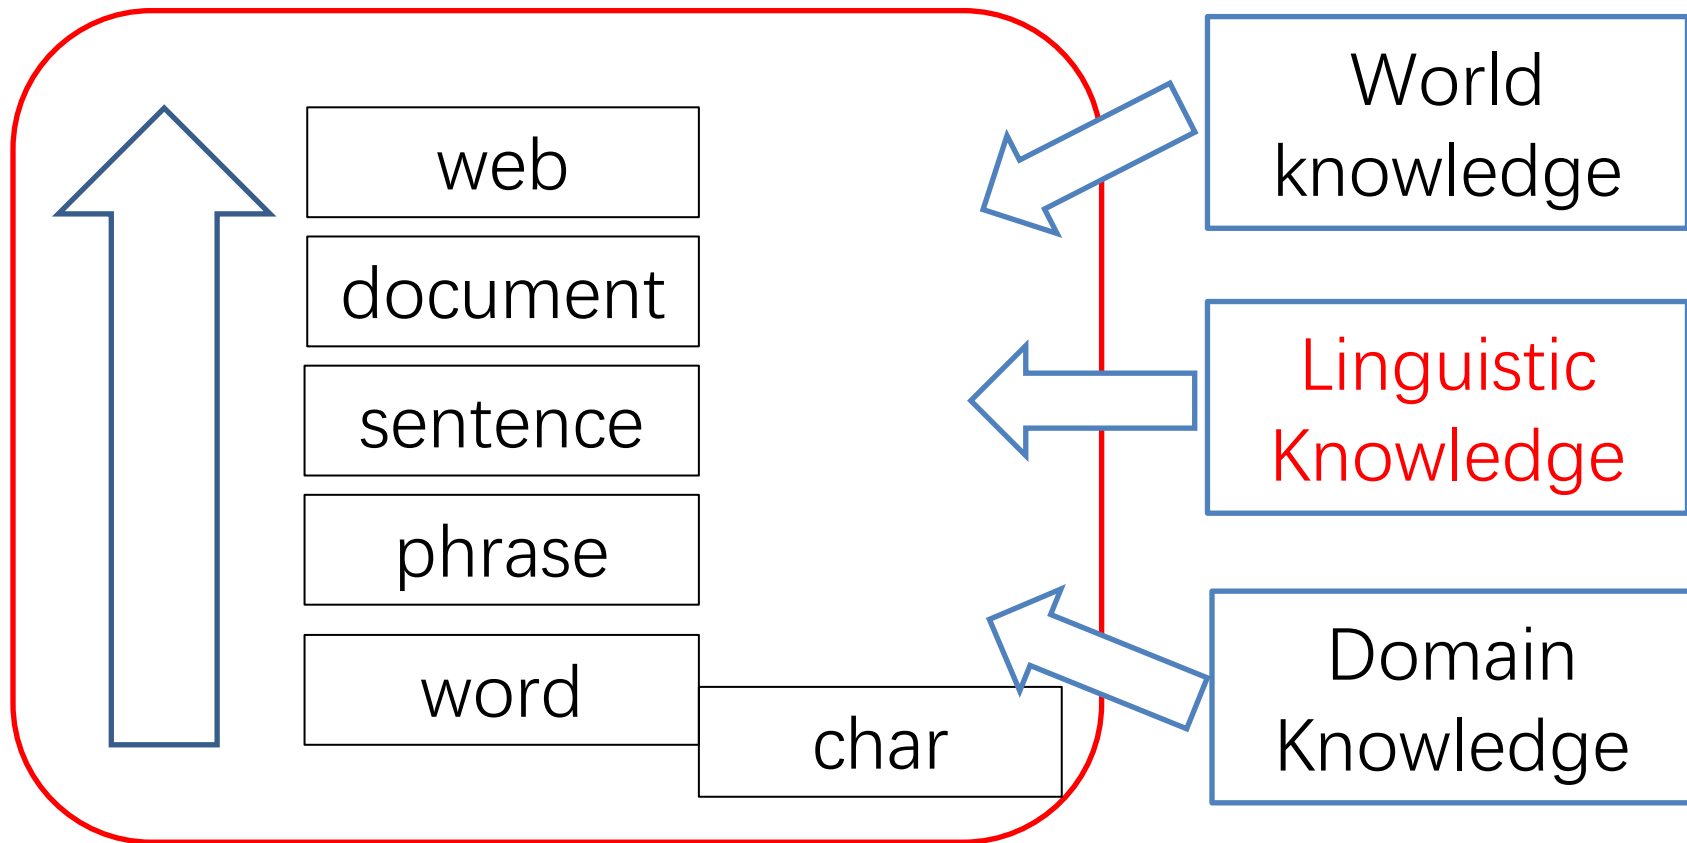 web
document
sentence
phrase
word
char
World
knowledge
Linguistic
Knowledge
Domain
Knowledge